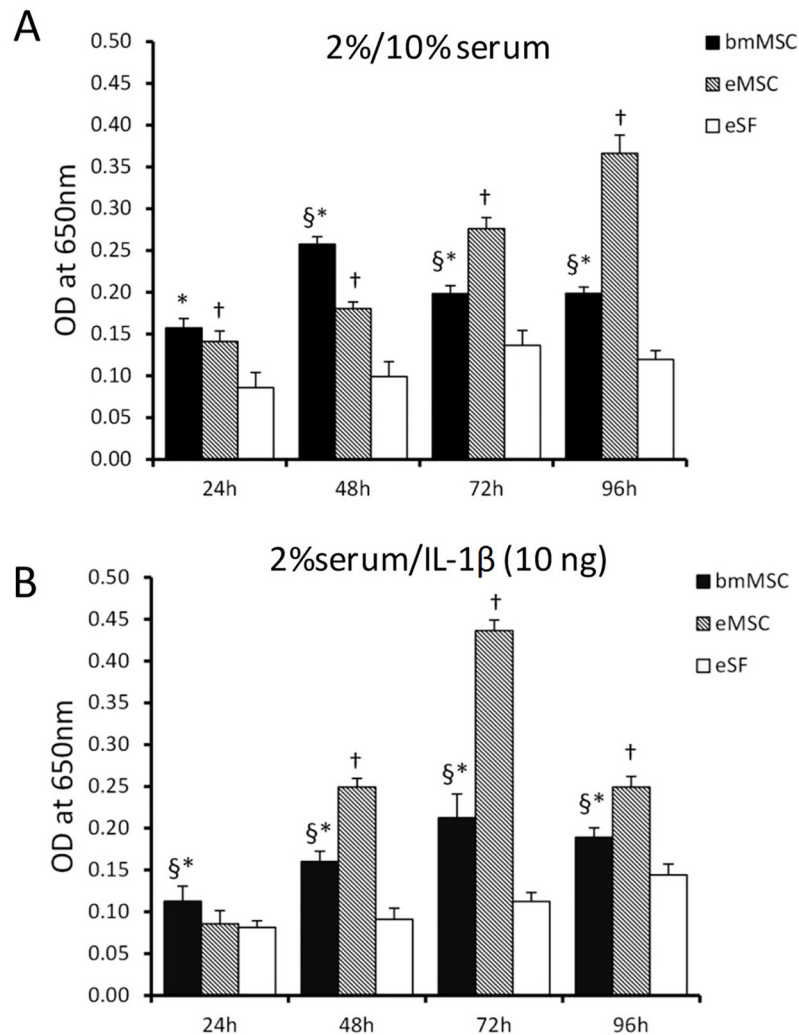 A
2%/10% serum
bmMSC
eMSC
eSF
OD at 650nm
0.50
0.45
0.40
0.35
0.30
0.25
0.20
0.15
0.10
0.05
0.00
*
†
§*
†
§*
†
§*
†
24h
48h
72h
96h
B
2%serum/IL-1β (10 ng)
bmMSC
eMSC
eSF
OD at 650nm
0.50
0.45
0.40
0.35
0.30
0.25
0.20
0.15
0.10
0.05
0.00
§*
§*
†
§*
†
§*
†
24h
48h
72h
96h